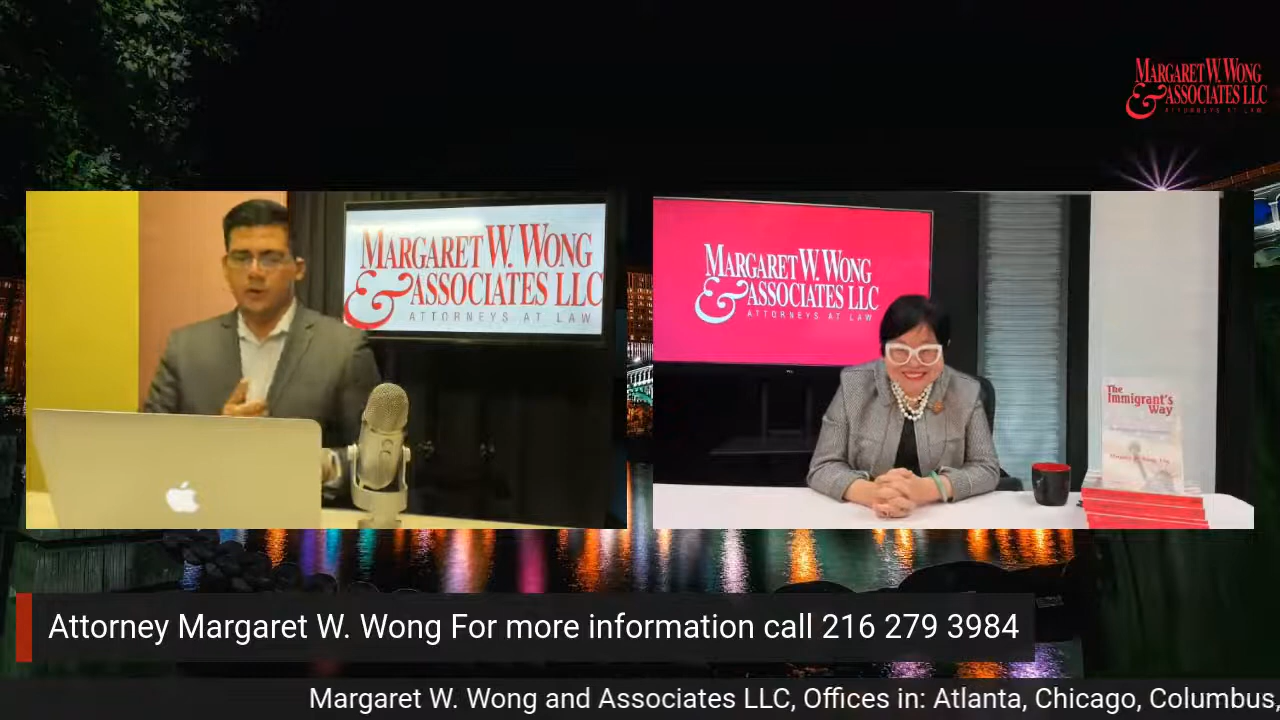 MARGARET W. WONG
& ASSOCIATES LLC
ATTORNEYS AT LAW
MARGARET W. WONG
& ASSOCIATES LLC
ATTORNEYS AT LAW
MARGARET W. WONG
& ASSOCIATES LLC
ATTORNEYS AT LAW
The
Immigrant's
Way
Attorney Margaret W. Wong For more information call 216 279 3984
Margaret W. Wong and Associates LLC, Offices in: Atlanta, Chicago, Columbus,